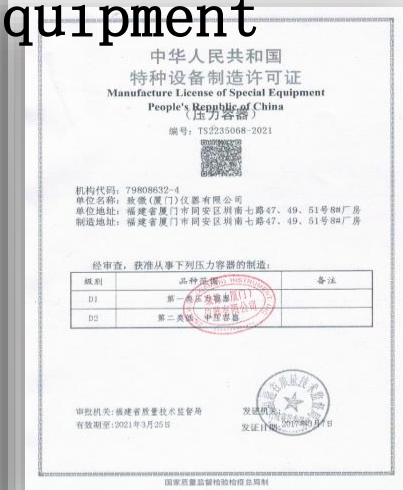 quipment
中华人民共和国
特种设备制造许可证
Manufacture License of Special Equipment
People's Republic of China
（压力容器）
编号：TS2235068-2021
机构代码：79808632-4
单位名称：致微(厦门)仪器有限公司
单位地址：福建省厦门市同安区圳南七路47、49、51号8#厂房
制造地址：福建省厦门市同安区圳南七路47、49、51号8#厂房
经审查，获准从事下列压力容器的制造：
级别 品种范围 备注
D1 第一类压力容器
D2 第二类低、中压容器
审批机关：福建省质量技术监督局 发证机关：
有效期至：2021年3月25日 发证日期：2017年3月7日
国家质量监督检验检疫总局制